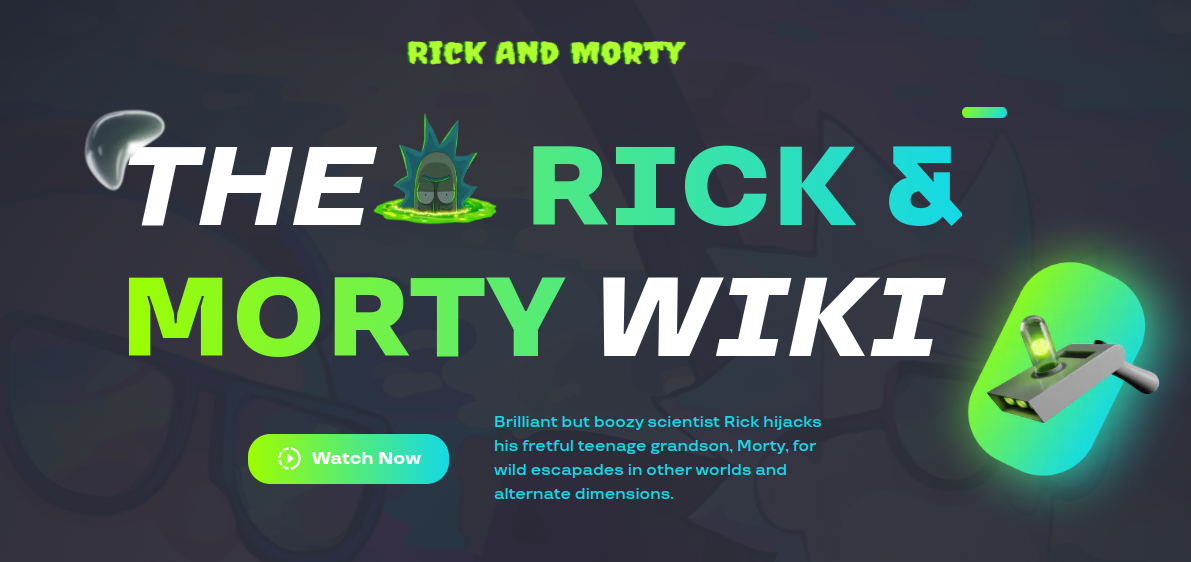 RICK AND MORTY
THE RICK &
MORTY WIKI
Brilliant but boozy scientist Rick hijacks
his fretful teenage grandson, Morty, for
wild escapades in other worlds and
alternate dimensions.
Watch Now